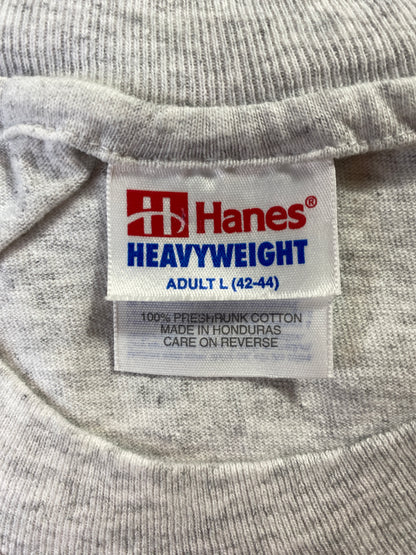 H Hanes®
HEAVYWEIGHT
ADULT L (42-44)
100% PRESHRUNK COTTON
MADE IN HONDURAS
CARE ON REVERSE